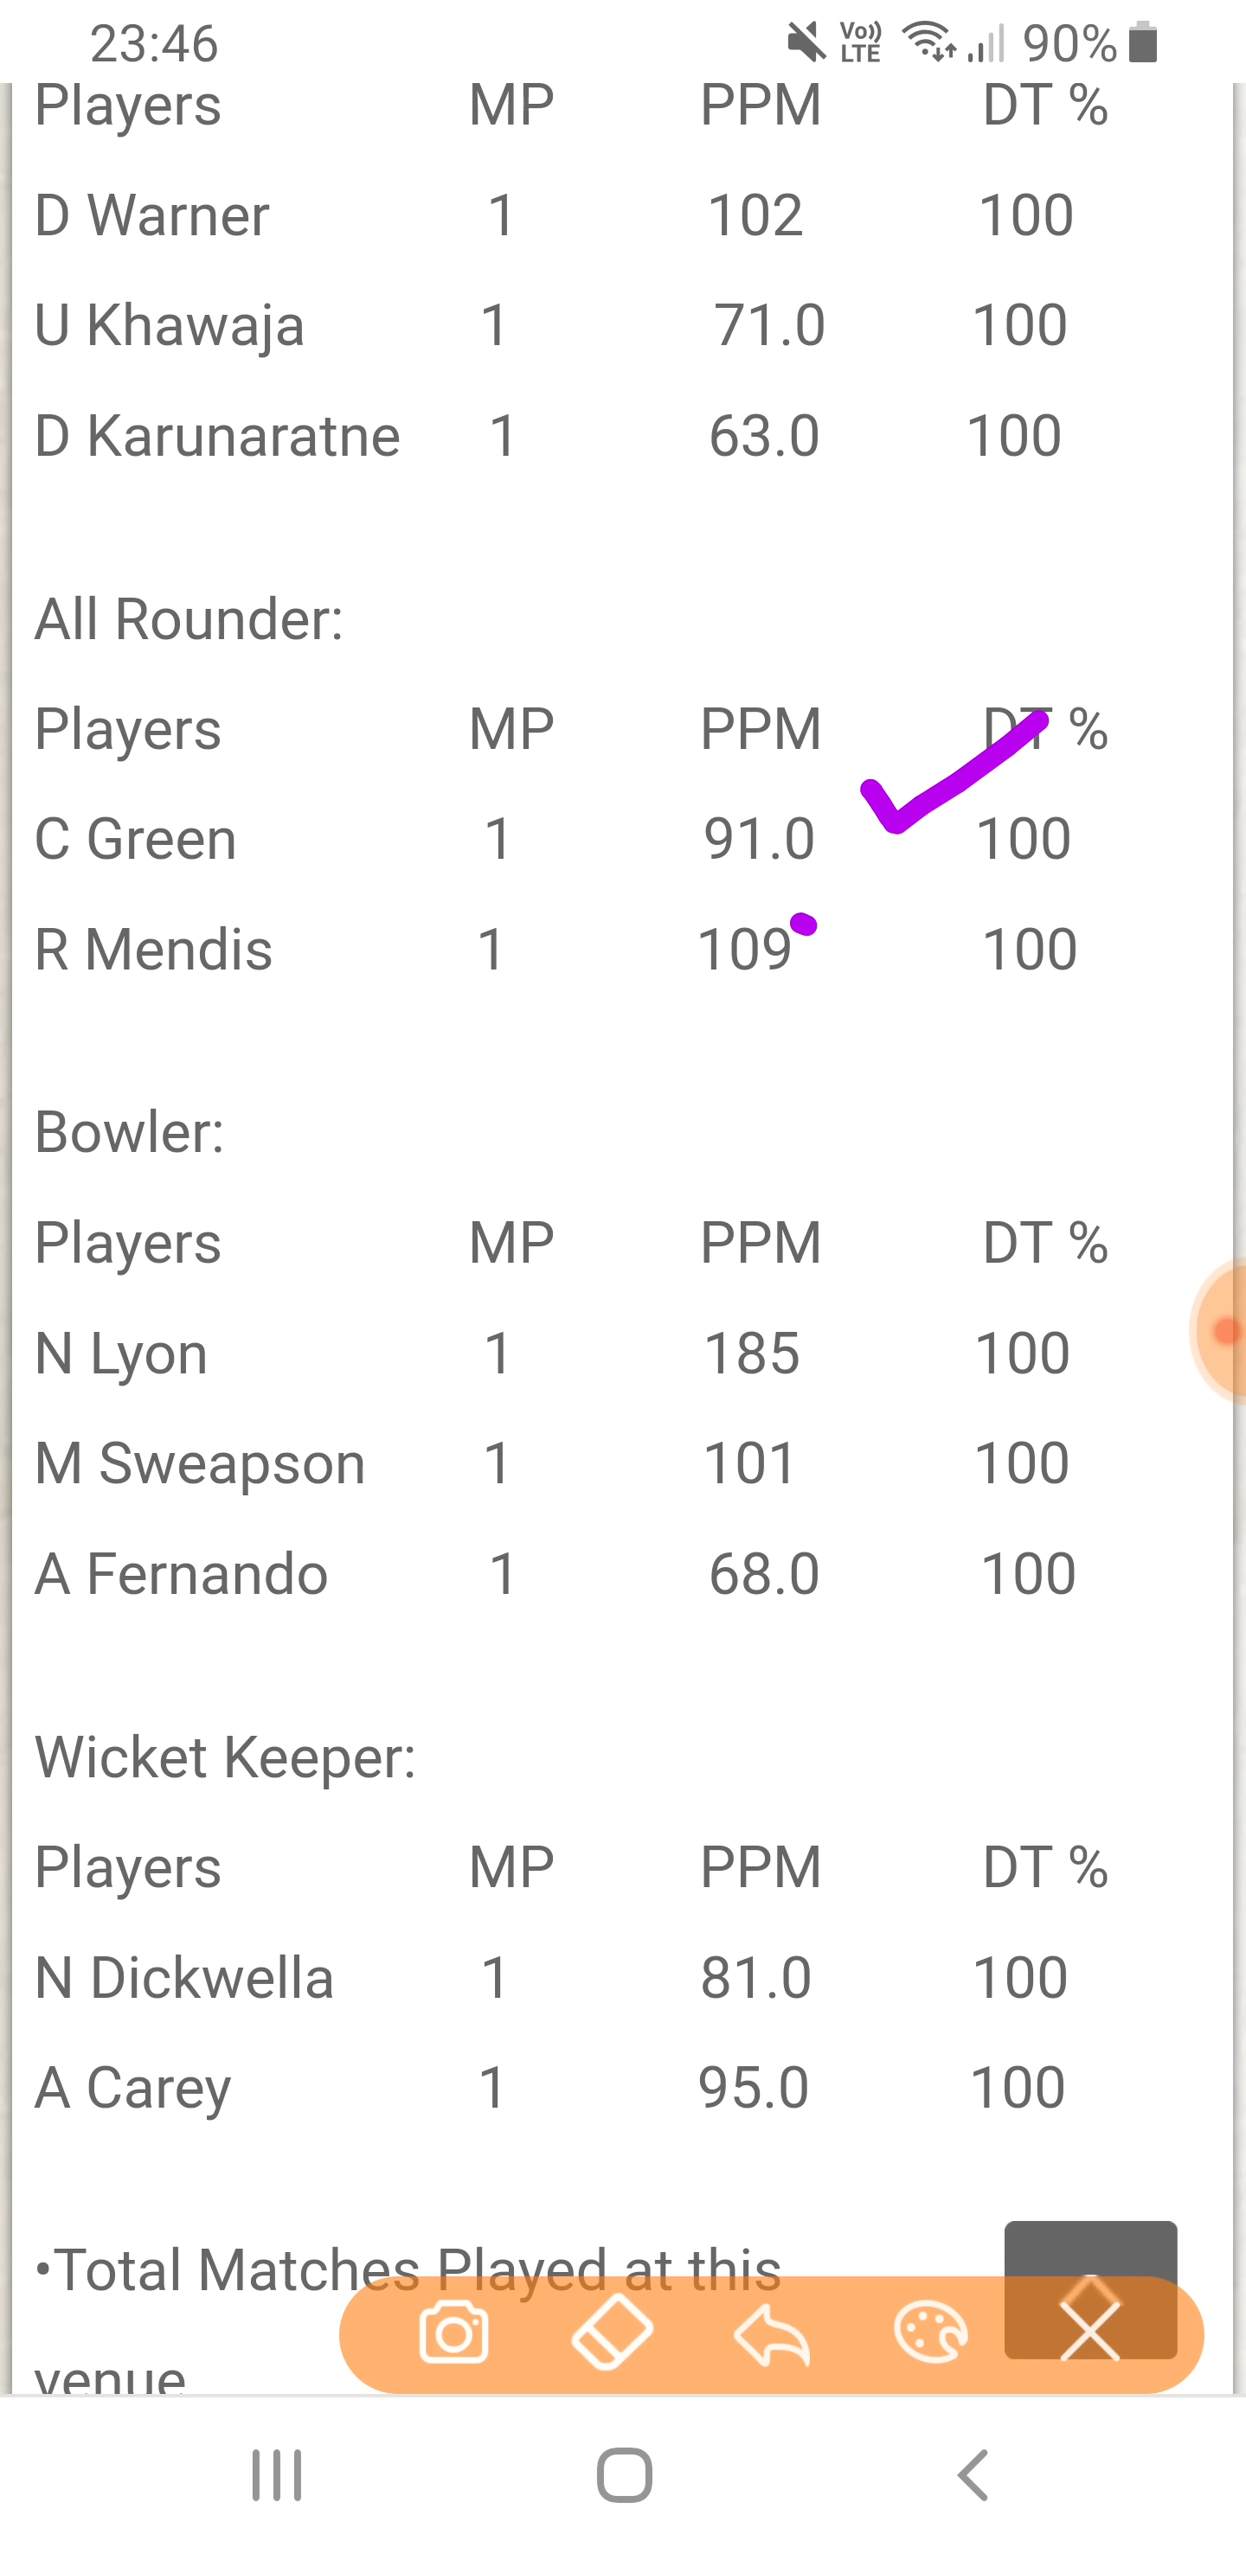 23:46 Vo)) LTE 90%
Players MP PPM DT %
D Warner 1 102 100
U Khawaja 1 71.0 100
D Karunaratne 1 63.0 100
All Rounder:
Players MP PPM DT %
C Green 1 91.0 100
R Mendis 1 109 100
Bowler:
Players MP PPM DT %
N Lyon 1 185 100
M Sweapson 1 101 100
A Fernando 1 68.0 100
Wicket Keeper:
Players MP PPM DT %
N Dickwella 1 81.0 100
A Carey 1 95.0 100
•Total Matches Played at this
venue